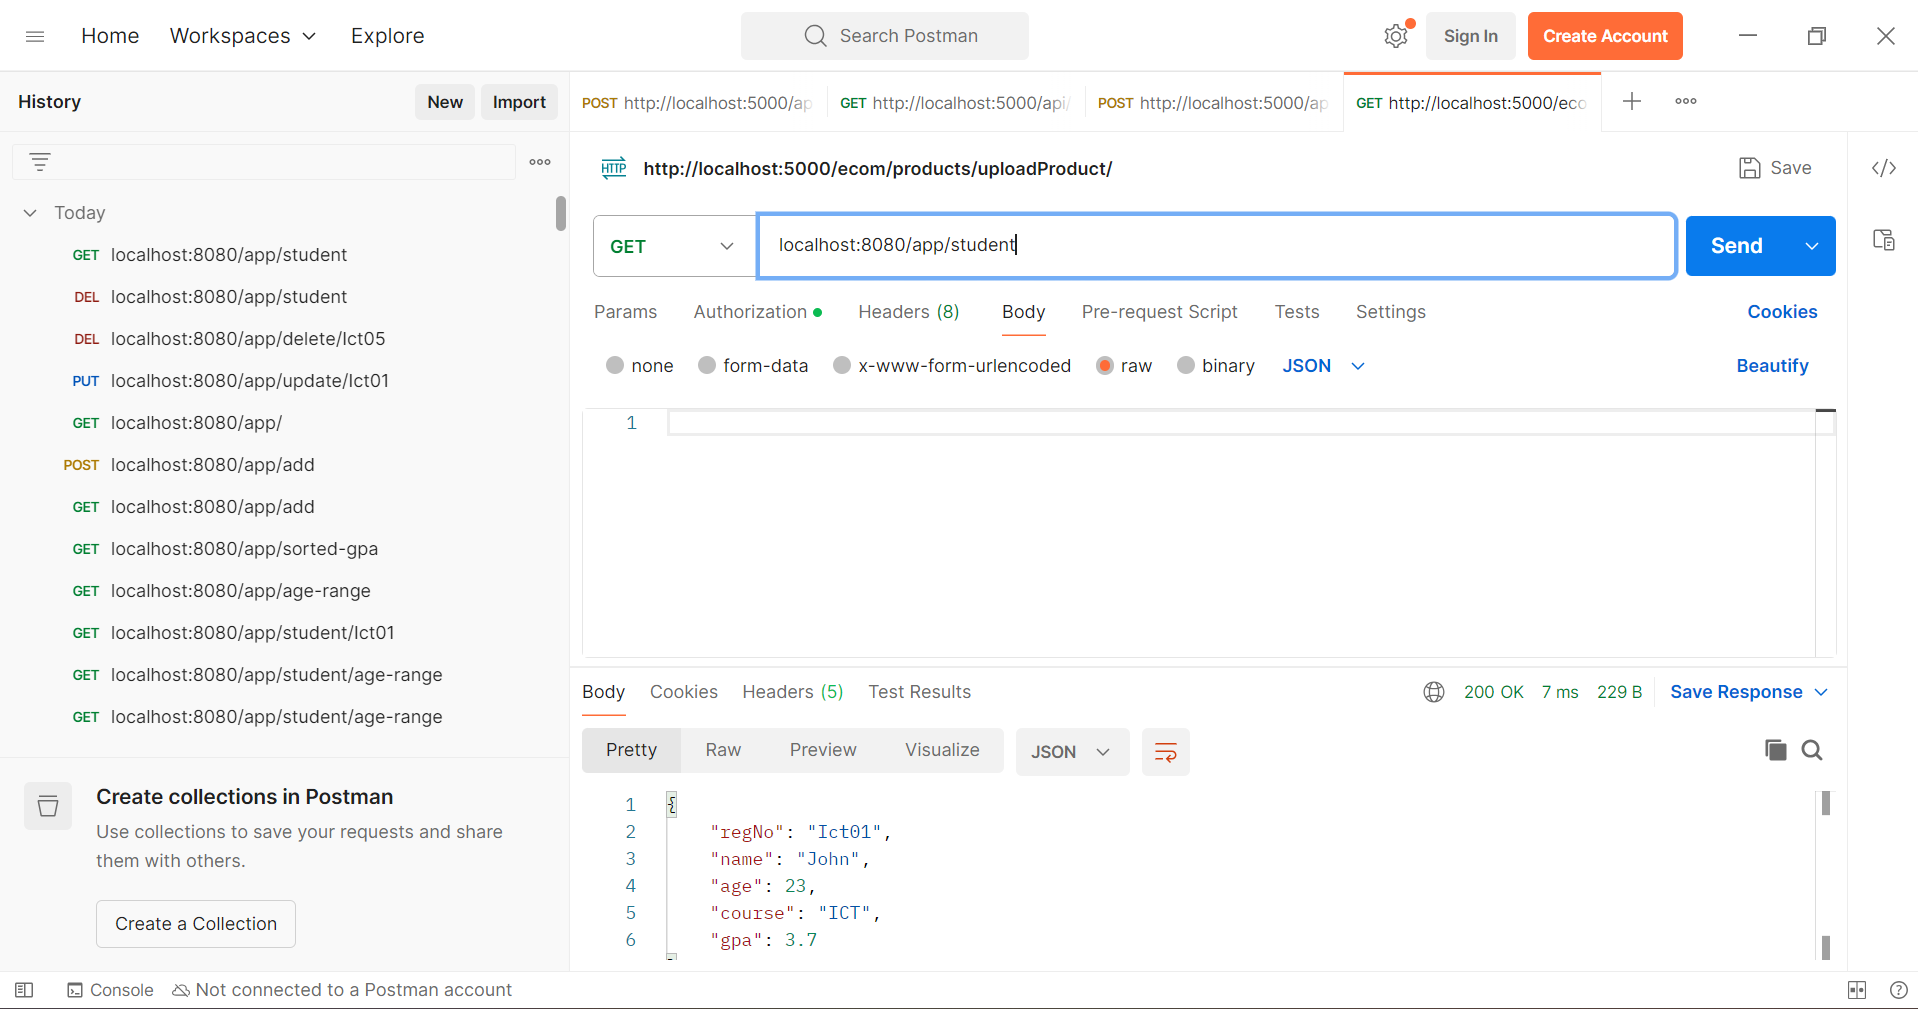 Home Workspaces Explore Search Postman Sign In Create Account
History New Import
POST http://localhost:5000/ap GET http://localhost:5000/api/ POST http://localhost:5000/ap GET http://localhost:5000/eco
HTTP http://localhost:5000/ecom/products/uploadProduct/ Save
Today
GET localhost:8080/app/student
DEL localhost:8080/app/student
DEL localhost:8080/app/delete/Ict05
PUT localhost:8080/app/update/Ict01
GET localhost:8080/app/
POST localhost:8080/app/add
GET localhost:8080/app/add
GET localhost:8080/app/sorted-gpa
GET localhost:8080/app/age-range
GET localhost:8080/app/student/Ict01
GET localhost:8080/app/student/age-range
GET localhost:8080/app/student/age-range
Create collections in Postman
Use collections to save your requests and share
them with others.
Create a Collection
GET localhost:8080/app/student Send
Params Authorization Headers (8) Body Pre-request Script Tests Settings Cookies
none form-data x-www-form-urlencoded raw binary JSON Beautify
1
Body Cookies Headers (5) Test Results 200 OK 7 ms 229 B Save Response
Pretty Raw Preview Visualize JSON
1 {
2 "regNo": "Ict01",
3 "name": "John",
4 "age": 23,
5 "course": "ICT",
6 "gpa": 3.7
Console Not connected to a Postman account